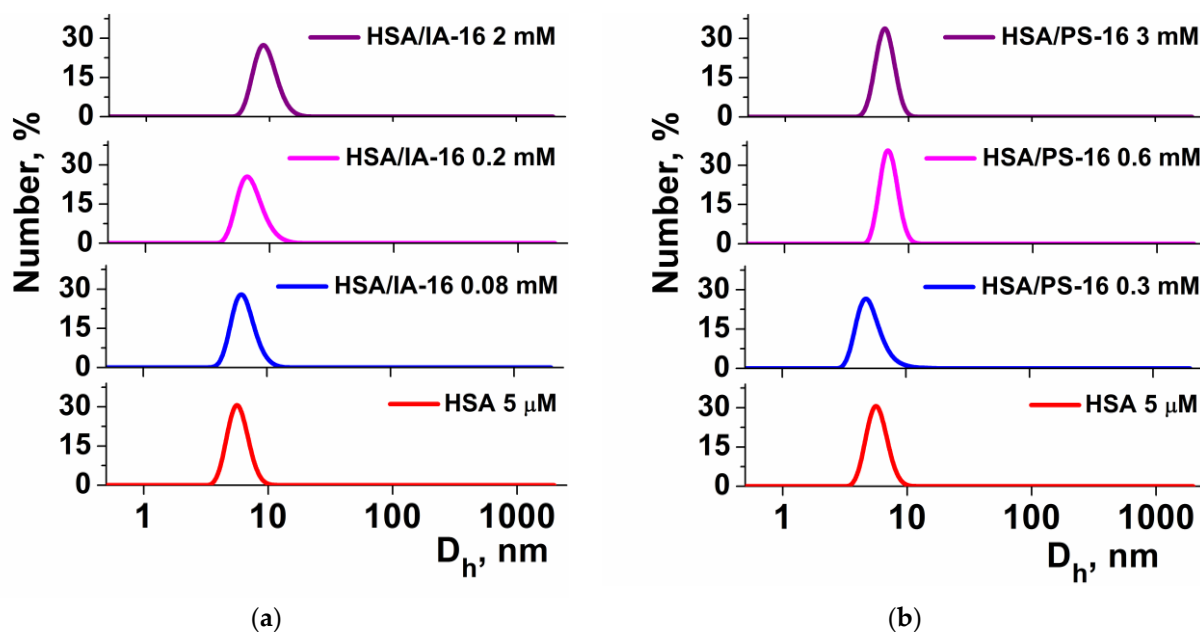 30
15
0
HSA/IA-16 2 mM
30
15
0
HSA/IA-16 0.2 mM
30
15
0
HSA/IA-16 0.08 mM
30
15
0
HSA 5 μM
Number, %
1 10 100 1000
Dh, nm
(a)
30
15
0
HSA/PS-16 3 mM
30
15
0
HSA/PS-16 0.6 mM
30
15
0
HSA/PS-16 0.3 mM
30
15
0
HSA 5 μM
Number, %
1 10 100 1000
Dh, nm
(b)